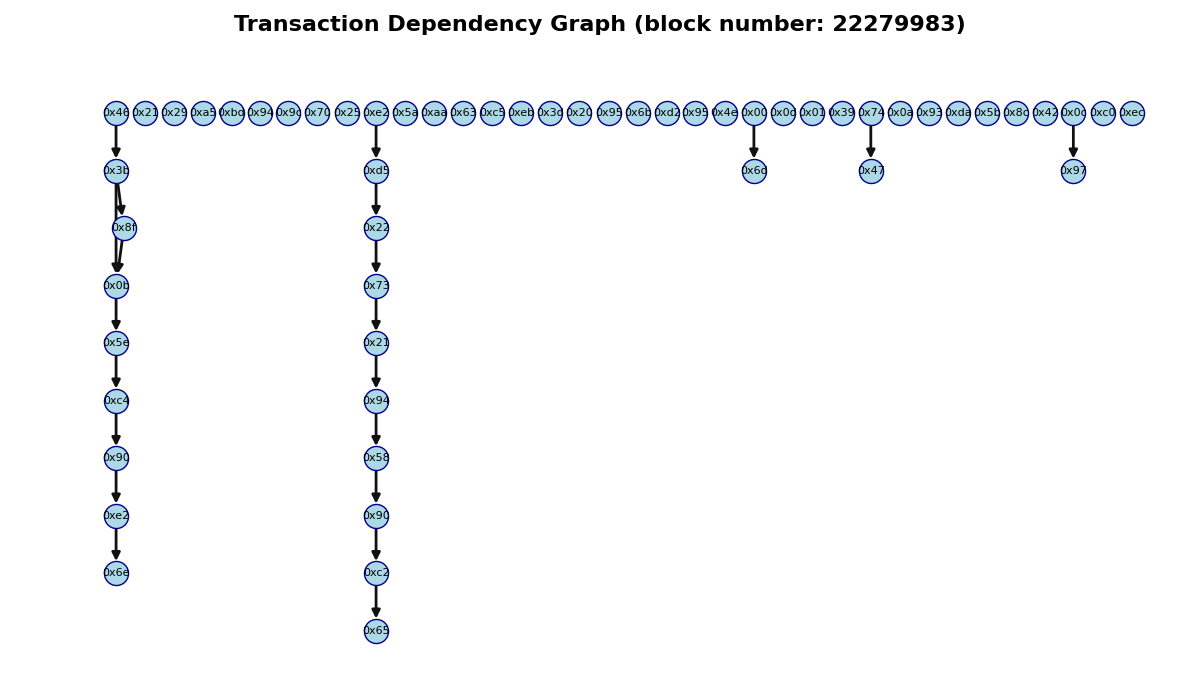 Transaction Dependency Graph (block number: 22279983)
0x46 0x21 0x29 0xa5 0xbd 0x94 0x9c 0x70 0x25 0xe2 0x5a 0xaa 0x63 0xc5 0xeb 0x3c 0x20 0x95 0x6b 0xd2 0x95 0x4e 0x00 0x0d 0x01 0x39 0x74 0x0a 0x93 0xda 0x5b 0x8c 0x42 0x0c 0xc0 0xec
0x3b 0xd5 0x6d 0x47 0x97
0x8f 0x22
0x0b 0x73
0x5e 0x21
0xc4 0x94
0x90 0x58
0xe2 0x90
0x6e 0xc2
0x65